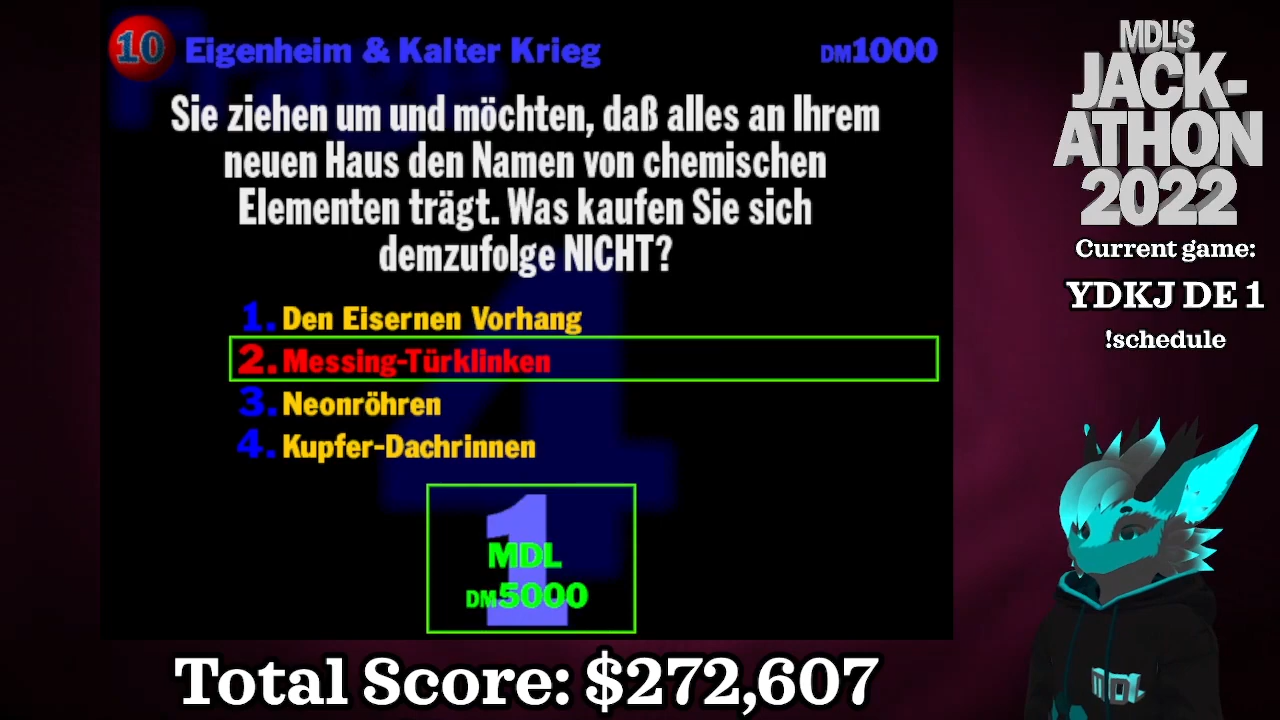 10 Eigenheim & Kalter Krieg DM1000
Sie ziehen um und möchten, daß alles an Ihrem
neuen Haus den Namen von chemischen
Elementen trägt. Was kaufen Sie sich
demzufolge NICHT?
1. Den Eisernen Vorhang
2. Messing-Türklinken
3. Neonröhren
4. Kupfer-Dachrinnen
1
MDL
DM5000
Total Score: $272,607
MDL'S
JACK-
ATHON
2022
Current game:
YDKJ DE 1
!schedule
MDL